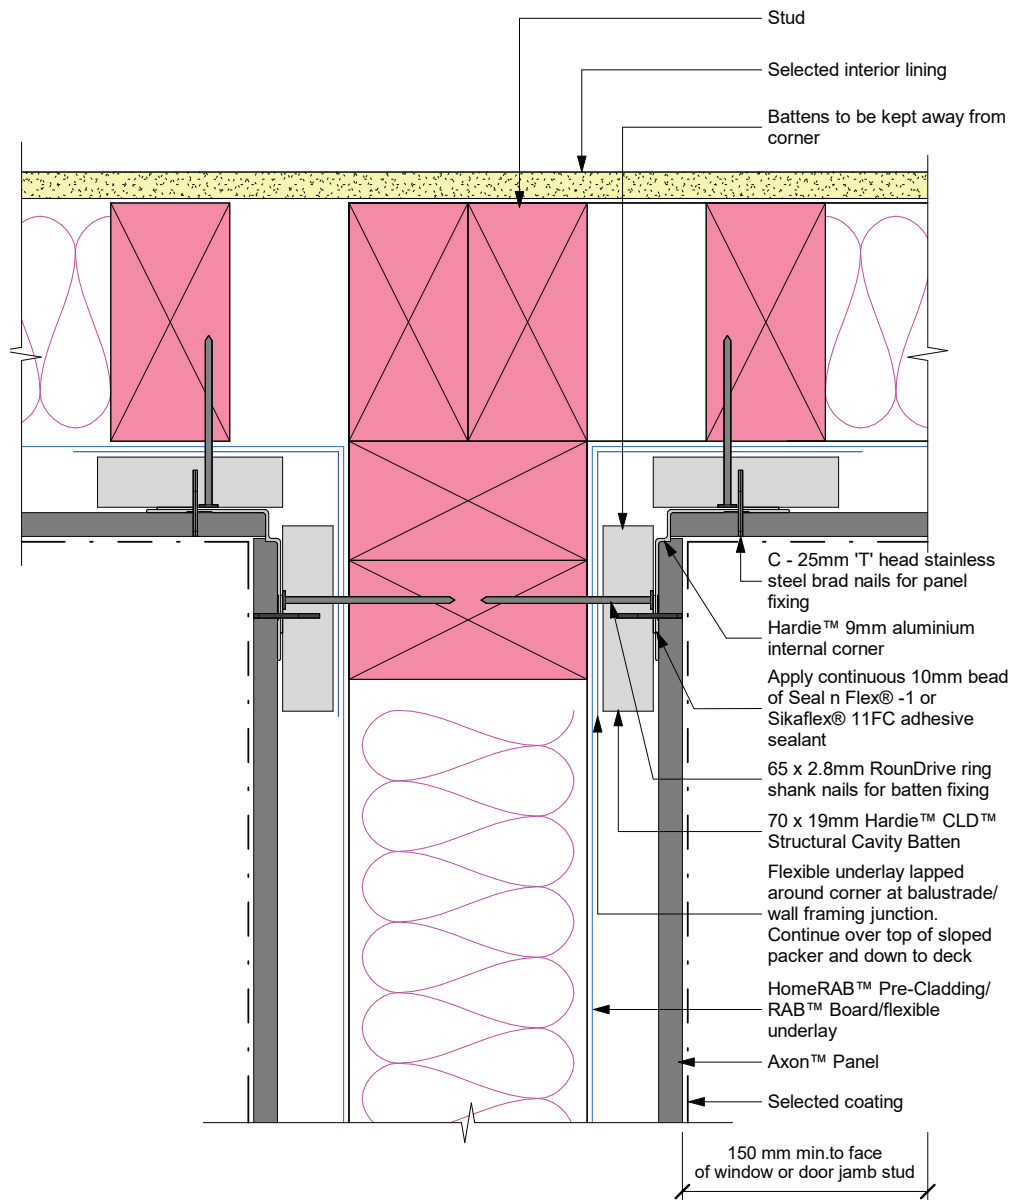 Stud
Selected interior lining
Battens to be kept away from
corner
C - 25mm 'T' head stainless
steel brad nails for panel
fixing
Hardie™ 9mm aluminium
internal corner
Apply continuous 10mm bead
of Seal n Flex® -1 or
Sikaflex® 11FC adhesive
sealant
65 x 2.8mm RounDrive ring
shank nails for batten fixing
70 x 19mm Hardie™ CLD™
Structural Cavity Batten
Flexible underlay lapped
around corner at balustrade/
wall framing junction.
Continue over top of sloped
packer and down to deck
HomeRAB™ Pre-Cladding/
RAB™ Board/flexible
underlay
Axon™ Panel
Selected coating
150 mm min.to face
of window or door jamb stud